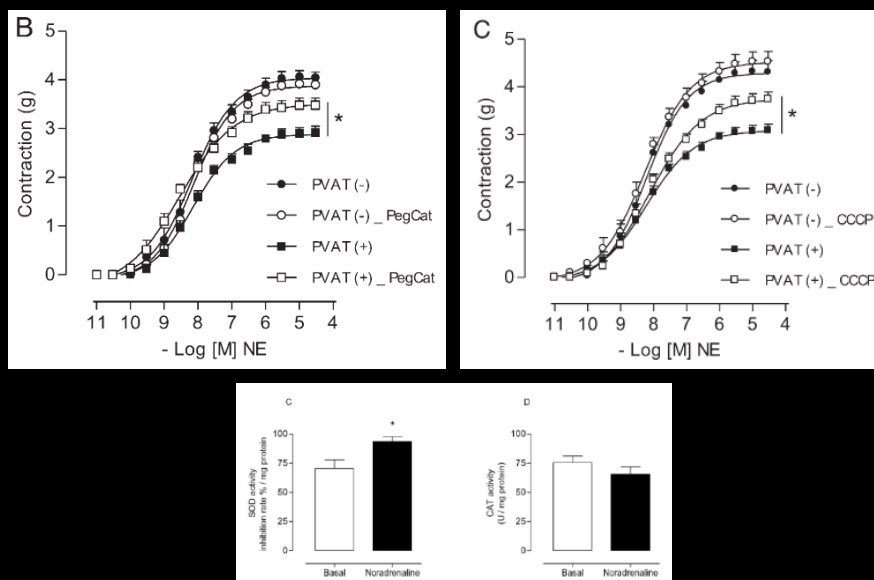 B
5
4
3
2
1
0
Contraction (g)
*
PVAT (-)
PVAT (-) _ PegCat
PVAT (+)
PVAT (+) _ PegCat
11 10 9 8 7 6 5 4
- Log [M] NE
C
5
4
3
2
1
0
Contraction (g)
*
PVAT (-)
PVAT (-) _ CCCP
PVAT (+)
PVAT (+) _ CCCP
11 10 9 8 7 6 5 4
- Log [M] NE
C
100
75
50
25
0
SOD activity
inhibition rate % / mg protein
*
Basal Noradrenaline
D
100
75
50
25
0
CAT activity
(U / mg protein)
Basal Noradrenaline